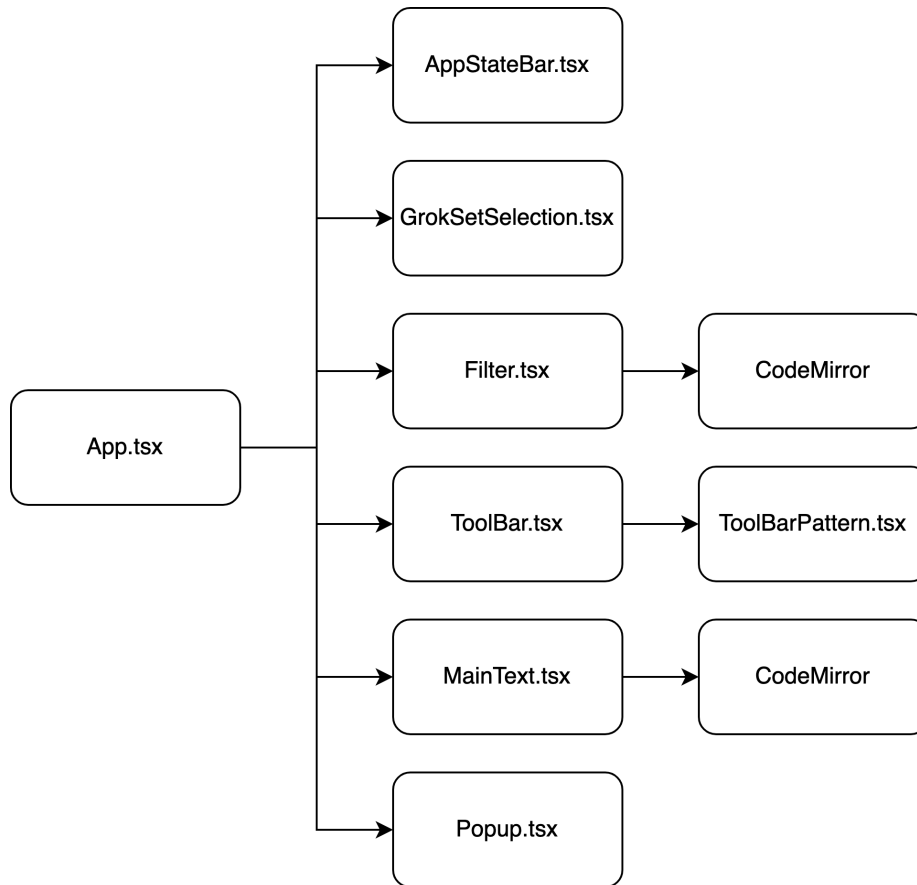 AppStateBar.tsx
GrokSetSelection.tsx
Filter.tsx
CodeMirror
App.tsx
ToolBar.tsx
ToolBarPattern.tsx
MainText.tsx
CodeMirror
Popup.tsx